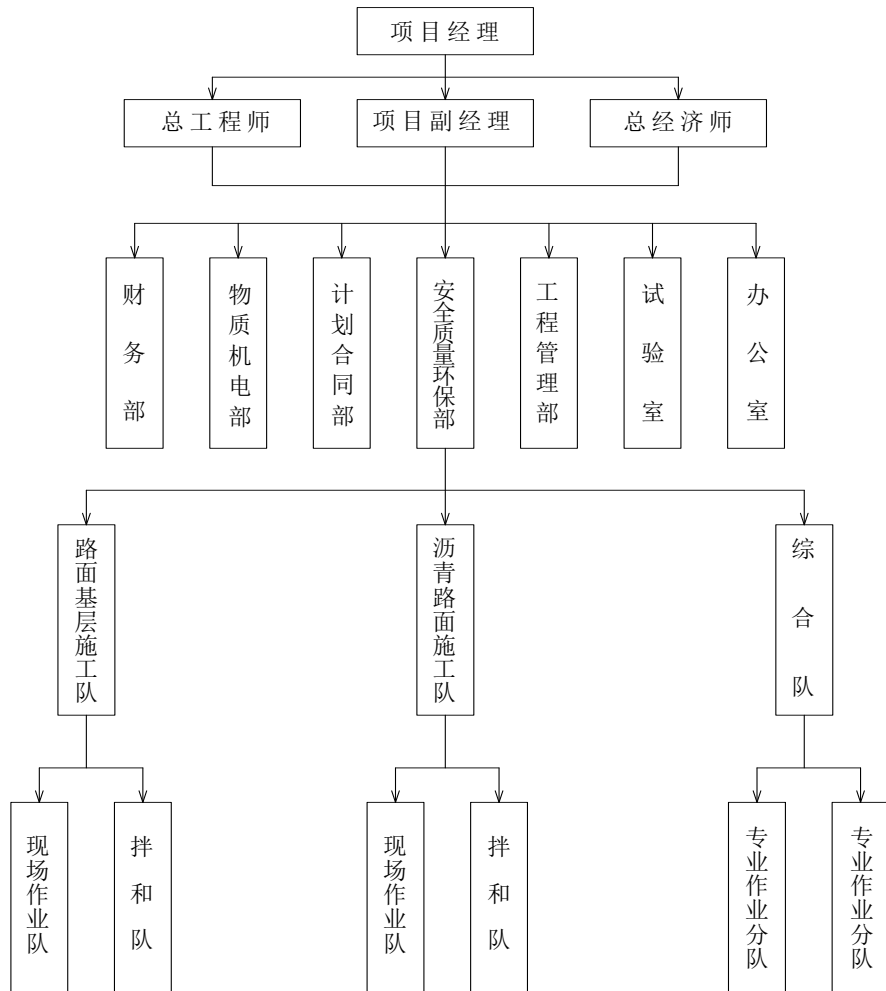 项目经理
总工程师
项目副经理
总经济师
财务部
物质机电部
计划合同部
安全质量环保部
工程管理部
试验室
办公室
路面基层施工队
沥青路面施工队
综合队
现场作业队
拌和队
现场作业队
拌和队
专业作业分队
专业作业分队